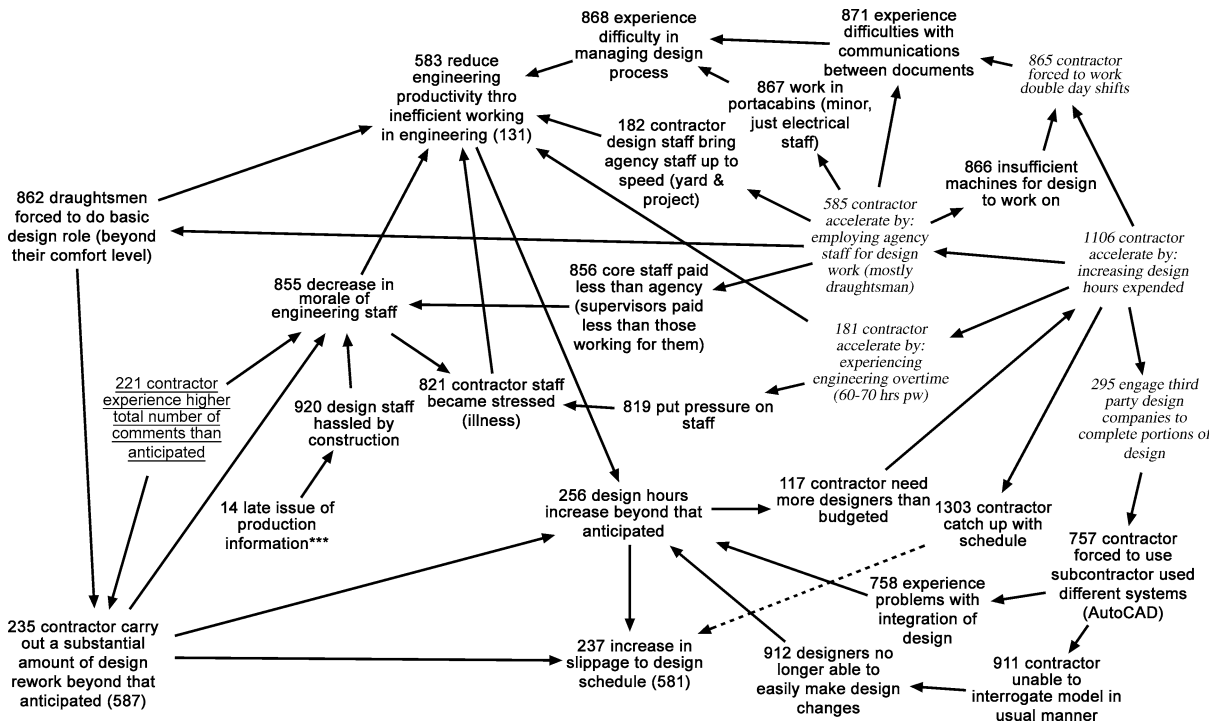 868 experience
difficulty in
managing design
process
871 experience
difficulties with
communications
between documents
865 contractor
forced to work
double day shifts
583 reduce
engineering
productivity thro
inefficient working
in engineering (131)
867 work in
portacabins (minor,
just electrical
staff)
182 contractor
design staff bring
agency staff up to
speed (yard &
project)
866 insufficient
machines for design
to work on
862 draughtsmen
forced to do basic
design role (beyond
their comfort level)
585 contractor
accelerate by:
employing agency
staff for design
work (mostly
draughtsman)
1106 contractor
accelerate by:
increasing design
hours expended
855 decrease in
morale of
engineering staff
856 core staff paid
less than agency
(supervisors paid
less than those
working for them)
181 contractor
accelerate by:
experiencing
engineering overtime
(60-70 hrs pw)
221 contractor
experience higher
total number of
comments than
anticipated
920 design staff
hassled by
construction
821 contractor staff
became stressed
(illness)
819 put pressure on
staff
295 engage third
party design
companies to
complete portions of
design
14 late issue of
production
information***
256 design hours
increase beyond that
anticipated
117 contractor need
more designers than
budgeted
1303 contractor
catch up with
schedule
757 contractor
forced to use
subcontractor used
different systems
(AutoCAD)
758 experience
problems with
integration of
design
235 contractor carry
out a substantial
amount of design
rework beyond that
anticipated (587)
237 increase in
slippage to design
schedule (581)
912 designers no
longer able to
easily make design
changes
911 contractor
unable to
interrogate model in
usual manner